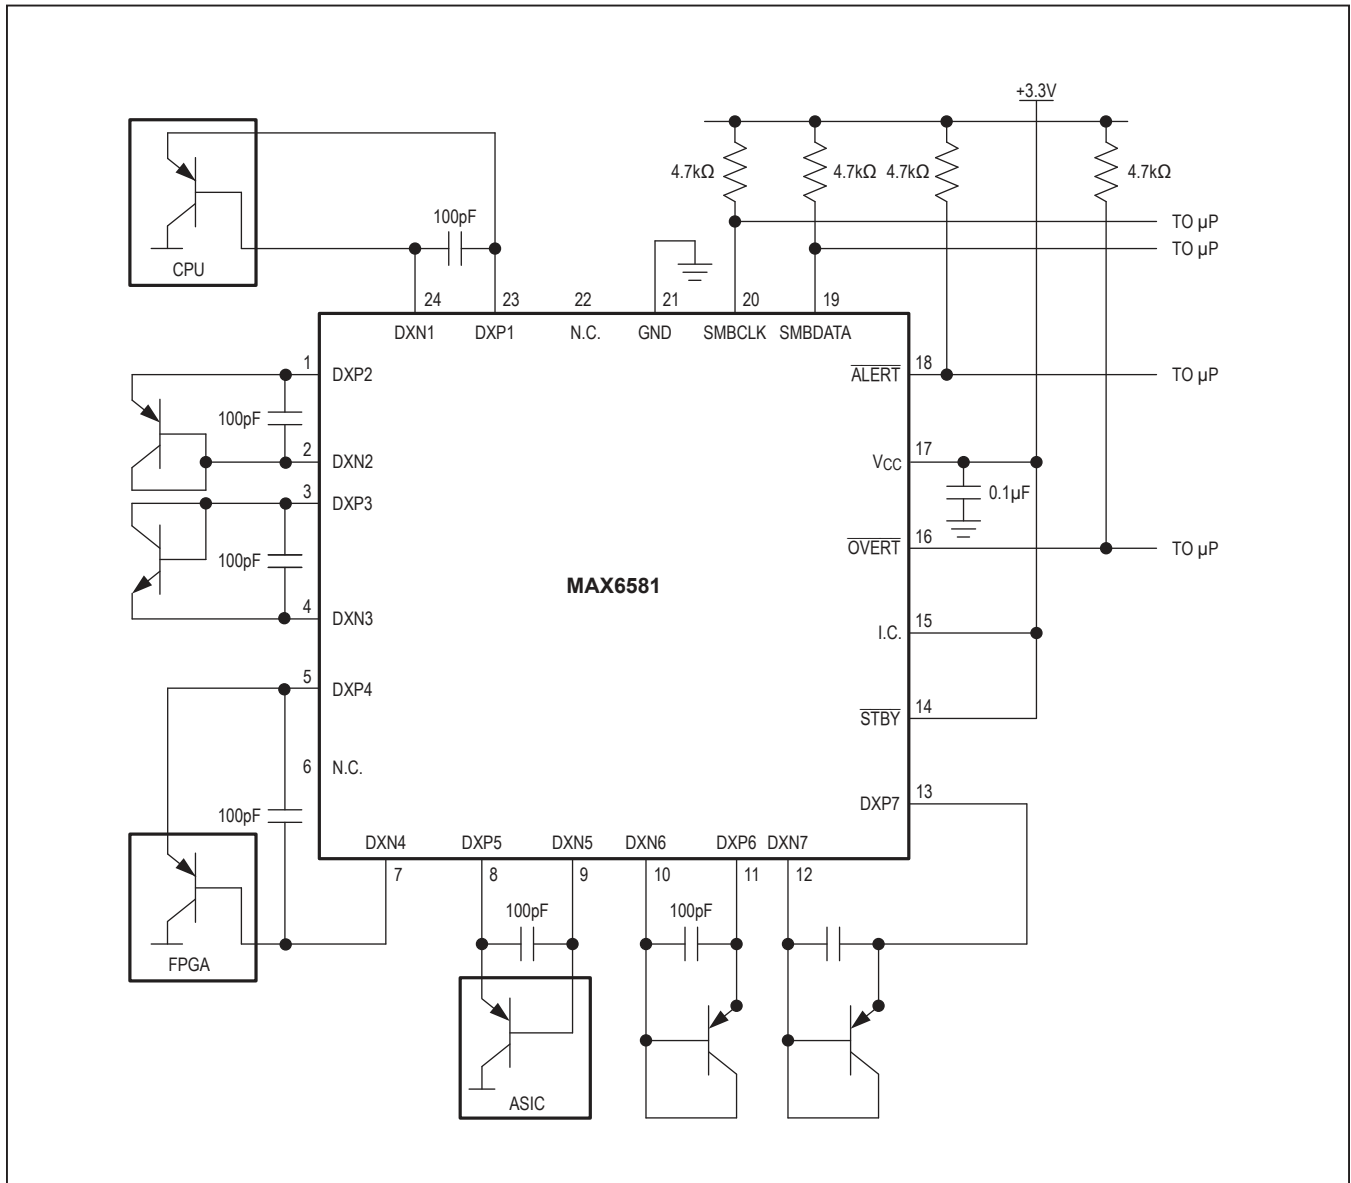 +3.3V
4.7kΩ 4.7kΩ 4.7kΩ 4.7kΩ
100pF
TO µP
TO µP
CPU
24 23 22 21 20 19
DXN1 DXP1 N.C. GND SMBCLK SMBDATA
1 DXP2
ALERT 18 TO µP
100pF
2 DXN2
VCC 17
3 DXP3
0.1µF
OVERT 16 TO µP
100pF
MAX6581
4 DXN3
I.C. 15
5 DXP4
STBY 14
6 N.C.
DXP7 13
100pF
DXN4 DXP5 DXN5 DXN6 DXP6 DXN7
7 8 9 10 11 12
100pF 100pF
FPGA
ASIC